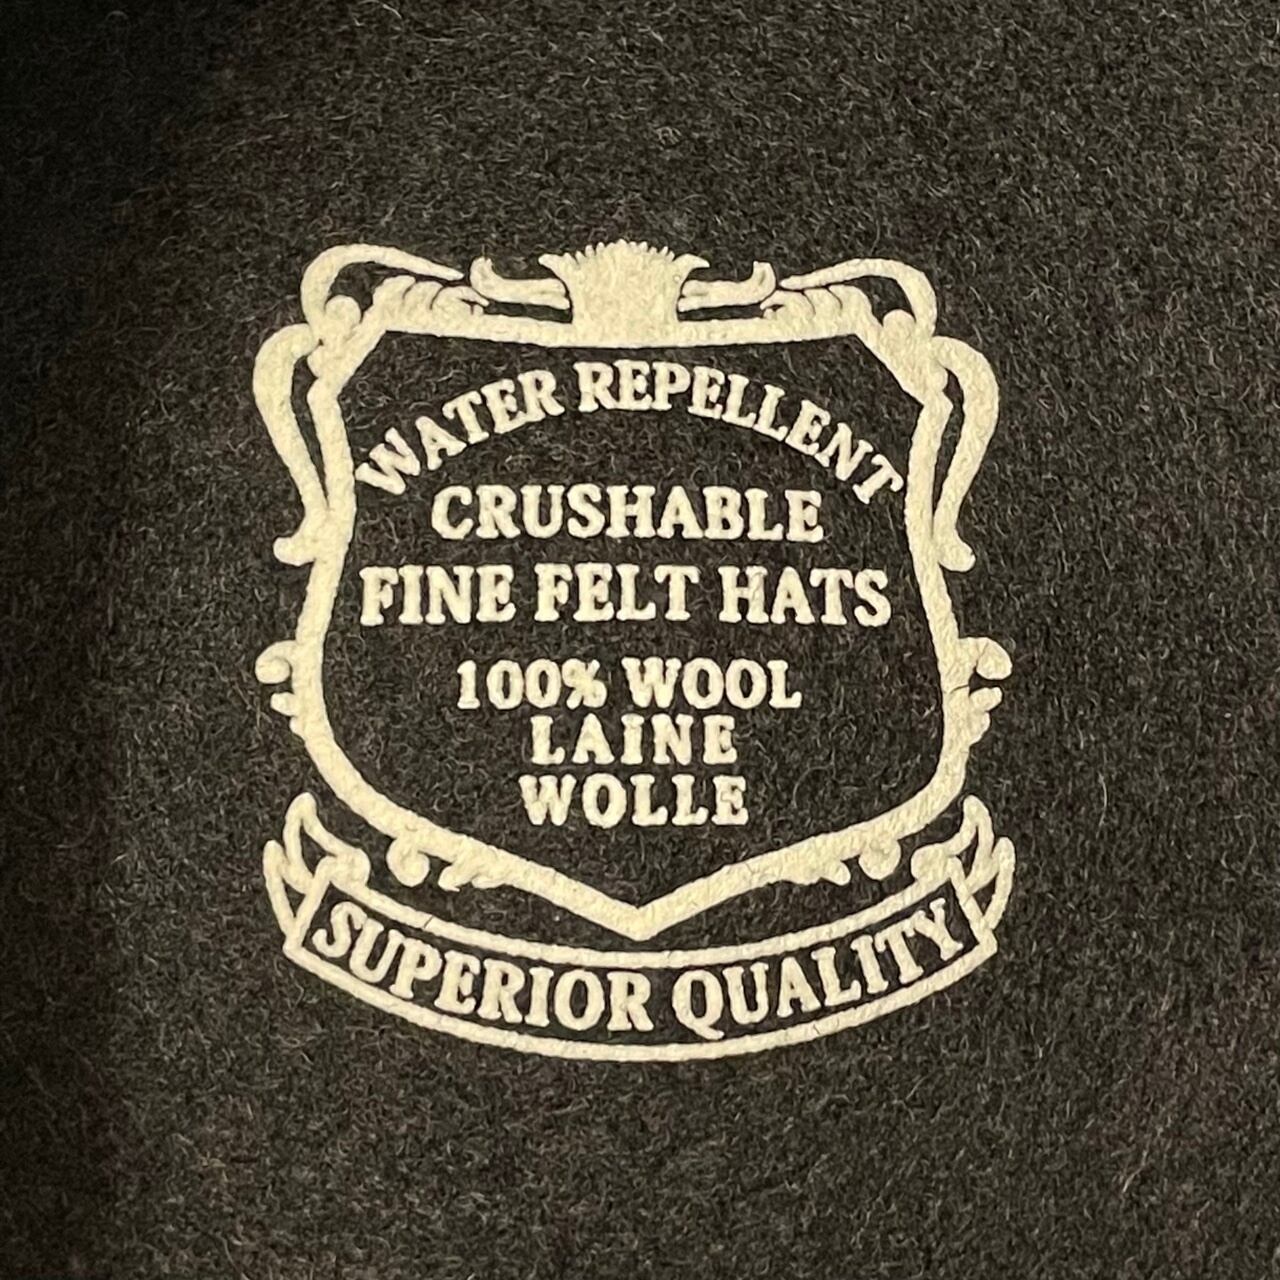 WATER REPELLENT
CRUSHABLE
FINE FELT HATS
100% WOOL
LAINE
WOLLE
SUPERIOR QUALITY